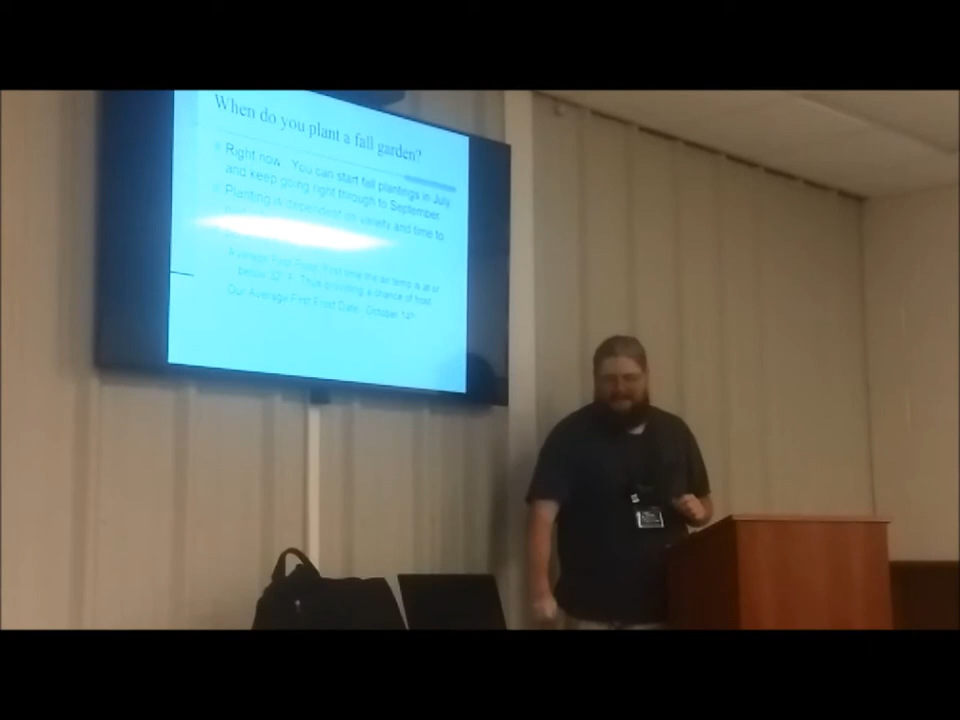 When do you plant a fall garden?
Right now. You can start fall plantings in July
and keep going right through to September.
Planting is dependent on variety and time to
Average First Frost: First time the air temp is at or
below 32° F. Thus providing a chance of frost.
Our Average First Frost Date: October 14th